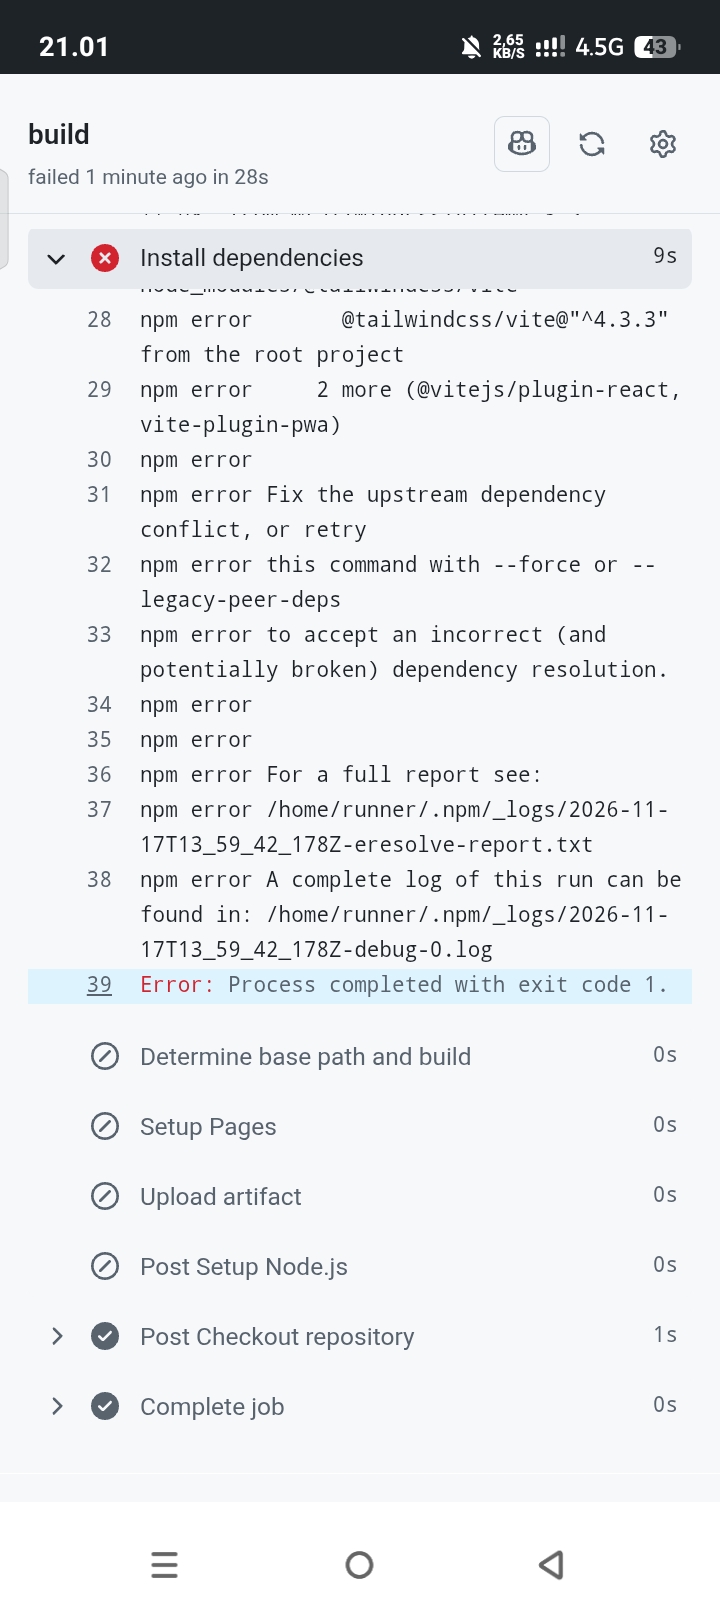 21.01
2,65
KB/S
4.5G
43
build
failed 1 minute ago in 28s
Install dependencies 9s
node_modules/@tailwindcss/vite
28 npm error       @tailwindcss/vite@"^4.3.3"
from the root project
29 npm error     2 more (@vitejs/plugin-react,
vite-plugin-pwa)
30 npm error
31 npm error Fix the upstream dependency
conflict, or retry
32 npm error this command with --force or --
legacy-peer-deps
33 npm error to accept an incorrect (and
potentially broken) dependency resolution.
34 npm error
35 npm error
36 npm error For a full report see:
37 npm error /home/runner/.npm/_logs/2026-11-
17T13_59_42_178Z-eresolve-report.txt
38 npm error A complete log of this run can be
found in: /home/runner/.npm/_logs/2026-11-
17T13_59_42_178Z-debug-0.log
39 Error: Process completed with exit code 1.
Determine base path and build 0s
Setup Pages 0s
Upload artifact 0s
Post Setup Node.js 0s
Post Checkout repository 1s
Complete job 0s